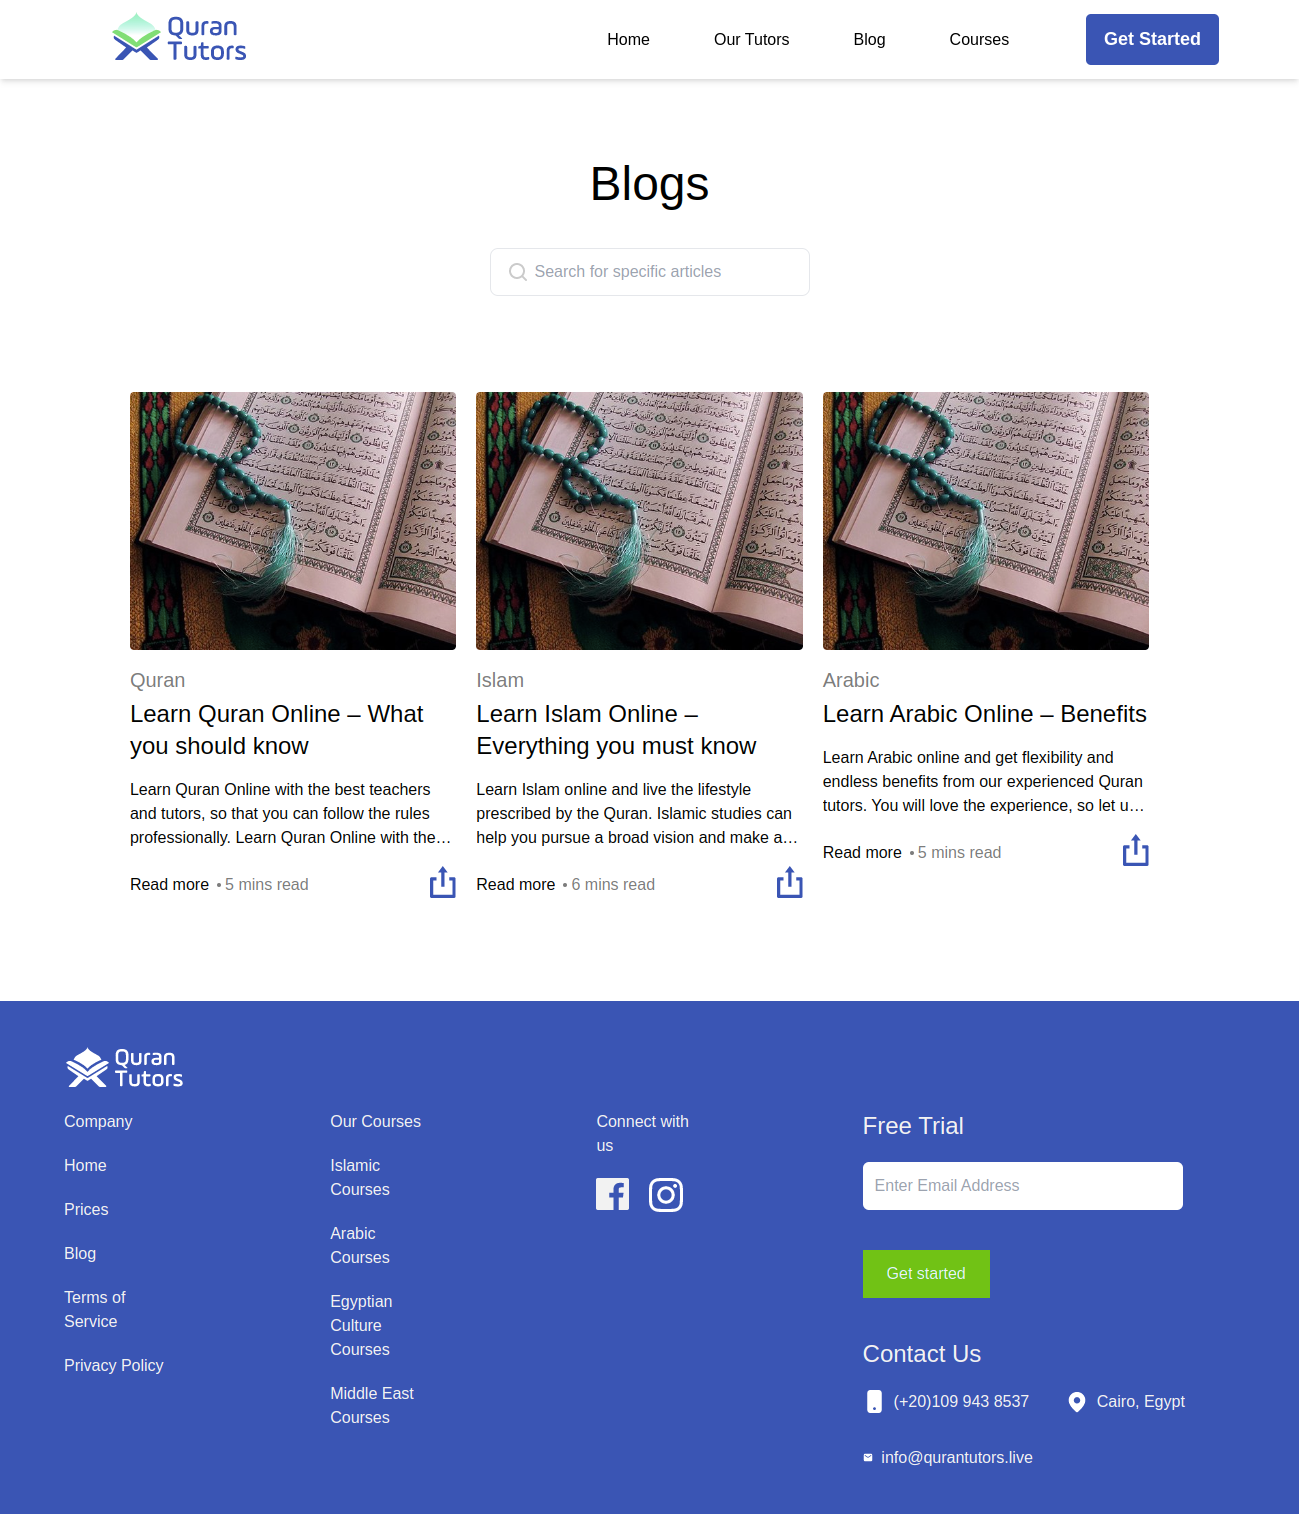 Quran
Tutors
Home
Our Tutors
Blog
Courses
Get Started
Blogs
Search for specific articles
Quran
Learn Quran Online – What
you should know
Learn Quran Online with the best teachers
and tutors, so that you can follow the rules
professionally. Learn Quran Online with the…
Read more
• 5 mins read
Islam
Learn Islam Online –
Everything you must know
Learn Islam online and live the lifestyle
prescribed by the Quran. Islamic studies can
help you pursue a broad vision and make a…
Read more
• 6 mins read
Arabic
Learn Arabic Online – Benefits
Learn Arabic online and get flexibility and
endless benefits from our experienced Quran
tutors. You will love the experience, so let u…
Read more
• 5 mins read
Quran
Tutors
Company
Home
Prices
Blog
Terms of
Service
Privacy Policy
Our Courses
Islamic
Courses
Arabic
Courses
Egyptian
Culture
Courses
Middle East
Courses
Connect with
us
Free Trial
Enter Email Address
Get started
Contact Us
(+20)109 943 8537
Cairo, Egypt
info@qurantutors.live